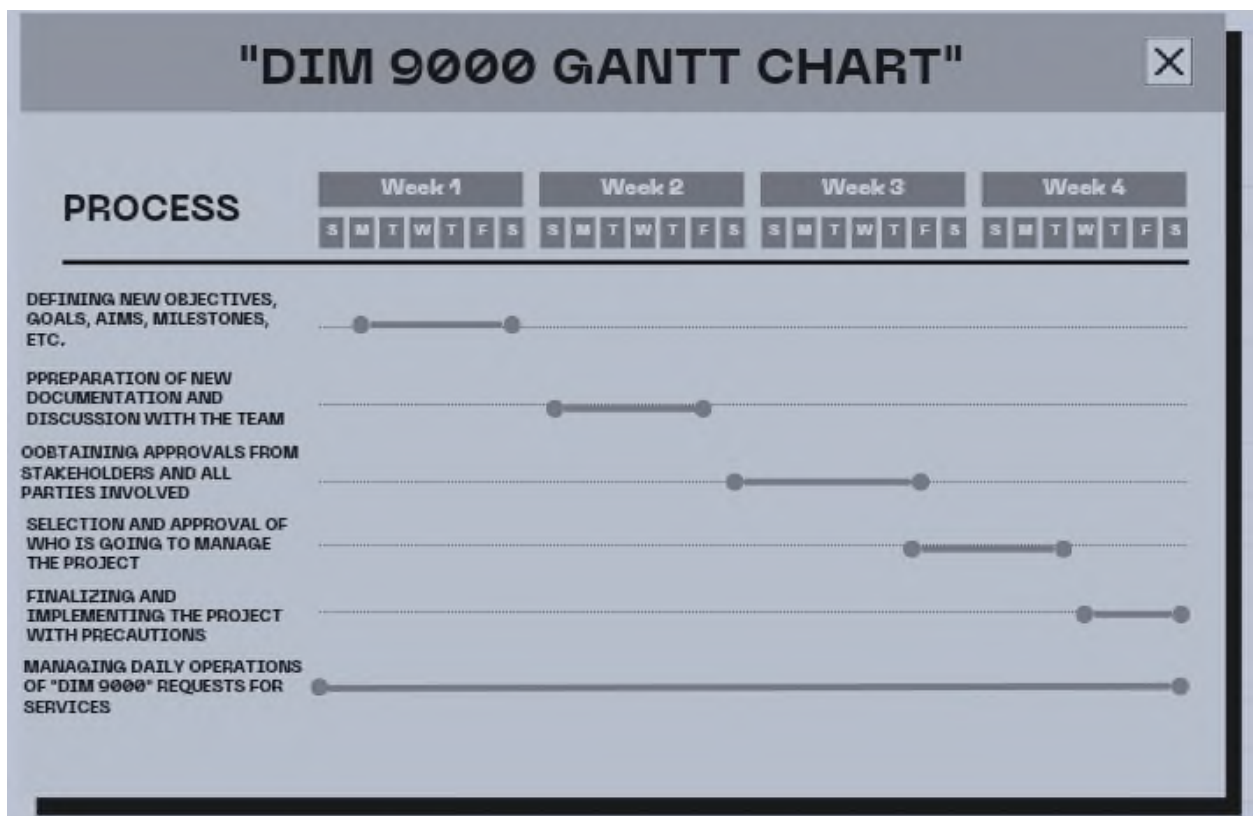 "DIM 9000 GANTT CHART"
PROCESS
Week 1 Week 2 Week 3 Week 4
S M T W T F S S M T W T F S S M T W T F S S M T W T F S
DEFINING NEW OBJECTIVES,
GOALS, AIMS, MILESTONES,
ETC.
PPREPARATION OF NEW
DOCUMENTATION AND
DISCUSSION WITH THE TEAM
OOBTAINING APPROVALS FROM
STAKEHOLDERS AND ALL
PARTIES INVOLVED
SELECTION AND APPROVAL OF
WHO IS GOING TO MANAGE
THE PROJECT
FINALIZING AND
IMPLEMENTING THE PROJECT
WITH PRECAUTIONS
MANAGING DAILY OPERATIONS
OF "DIM 9000" REQUESTS FOR
SERVICES